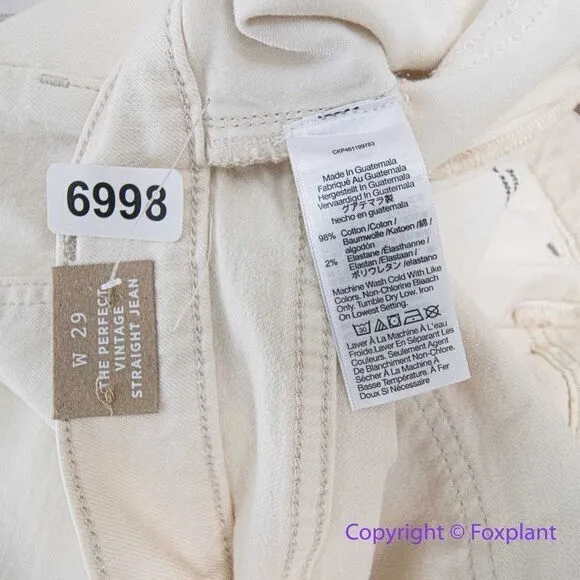 6998
W 29
THE PERFECT
VINTAGE
STRAIGHT JEAN
CKP461199783
Made In Guatemala
Fabriqué Au Guatemala
Hergestellt In Guatemala
Vervaardigd In Guatemala
グアテマラ製
hecho en guatemala
98% Cotton /Coton /
Baumwolle /Katoen /綿 /
algodón
2% Elastane /Élasthanne /
Elastan /Elastaan /
ポリウレタン /elastano
Machine Wash Cold With Like
Colors. Non-Chlorine Bleach
Only. Tumble Dry Low. Iron
On Lowest Setting.
Laver À La Machine À L'eau
Froide.Laver En Séparant Les
Couleurs. Seulement Agent
De Blanchiment Non-Chloré.
Sécher À La Machine À
Basse Température. À Fer
Doux Si Nécessaire
Copyright © Foxplant